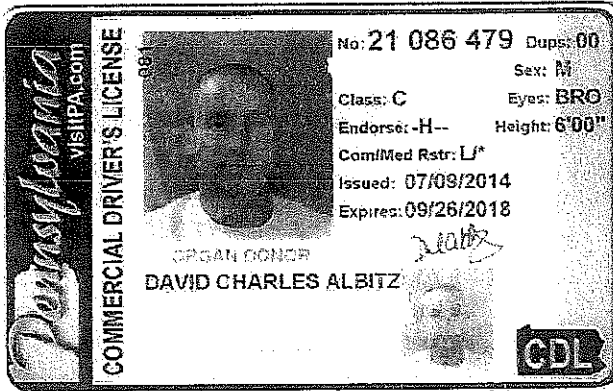 Pennsylvania
visitPA.com
COMMERCIAL DRIVER'S LICENSE
081
No: 21 086 479 Dups: 00
Sex: M
Class: C Eyes: BRO
Endorse: -H-- Height: 6'00"
Com/Med Rstr: L/*
Issued: 07/09/2014
Expires: 09/26/2018
ORGAN DONOR
DAVID CHARLES ALBITZ
CDL